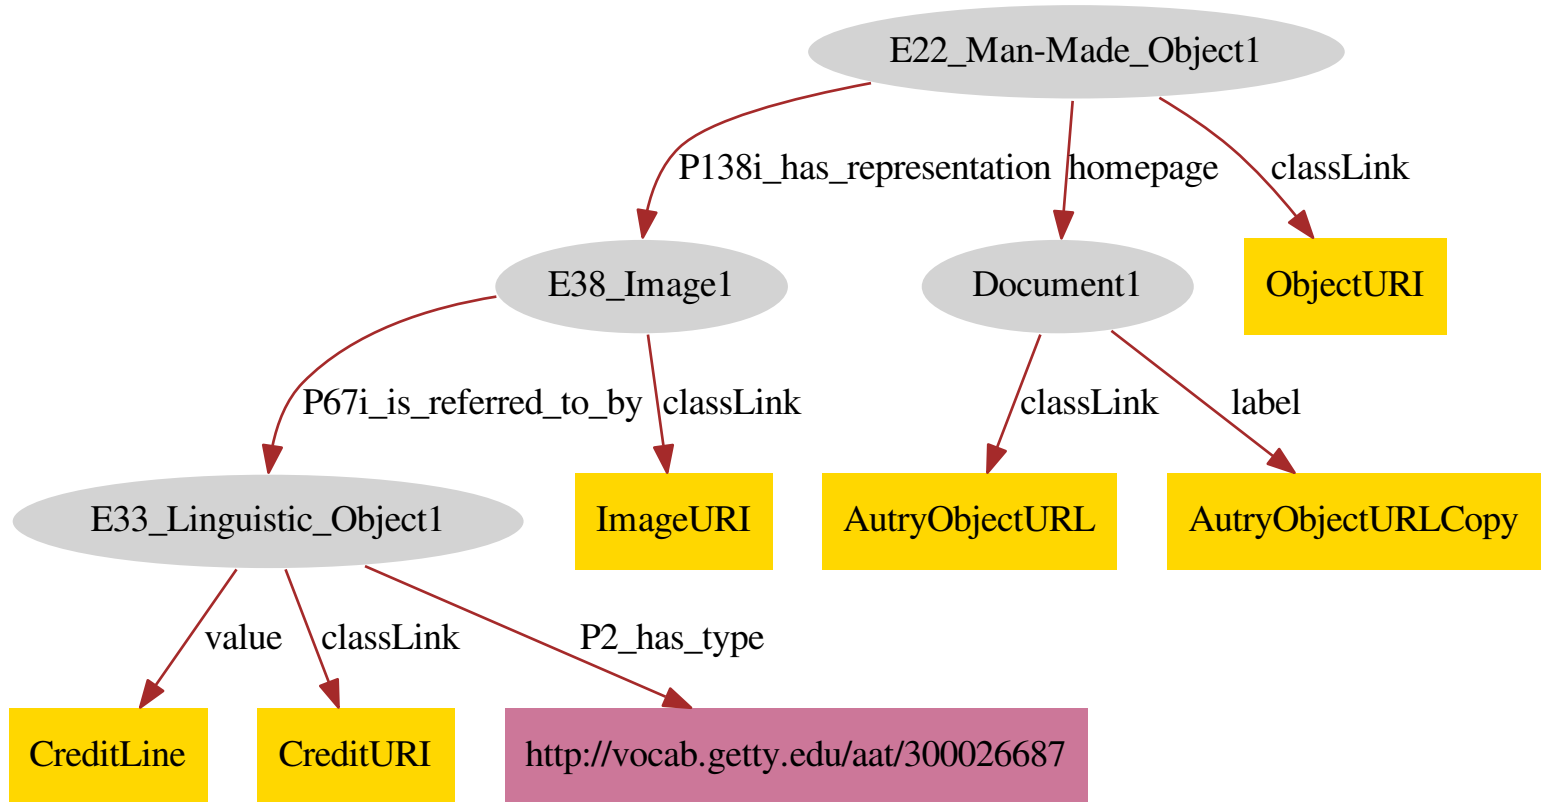 E22_Man-Made_Object1
P138i_has_representation
homepage
classLink
E38_Image1
Document1
ObjectURI
P67i_is_referred_to_by
classLink
classLink
label
E33_Linguistic_Object1
ImageURI
AutryObjectURL
AutryObjectURLCopy
value
classLink
P2_has_type
CreditLine
CreditURI
http://vocab.getty.edu/aat/300026687